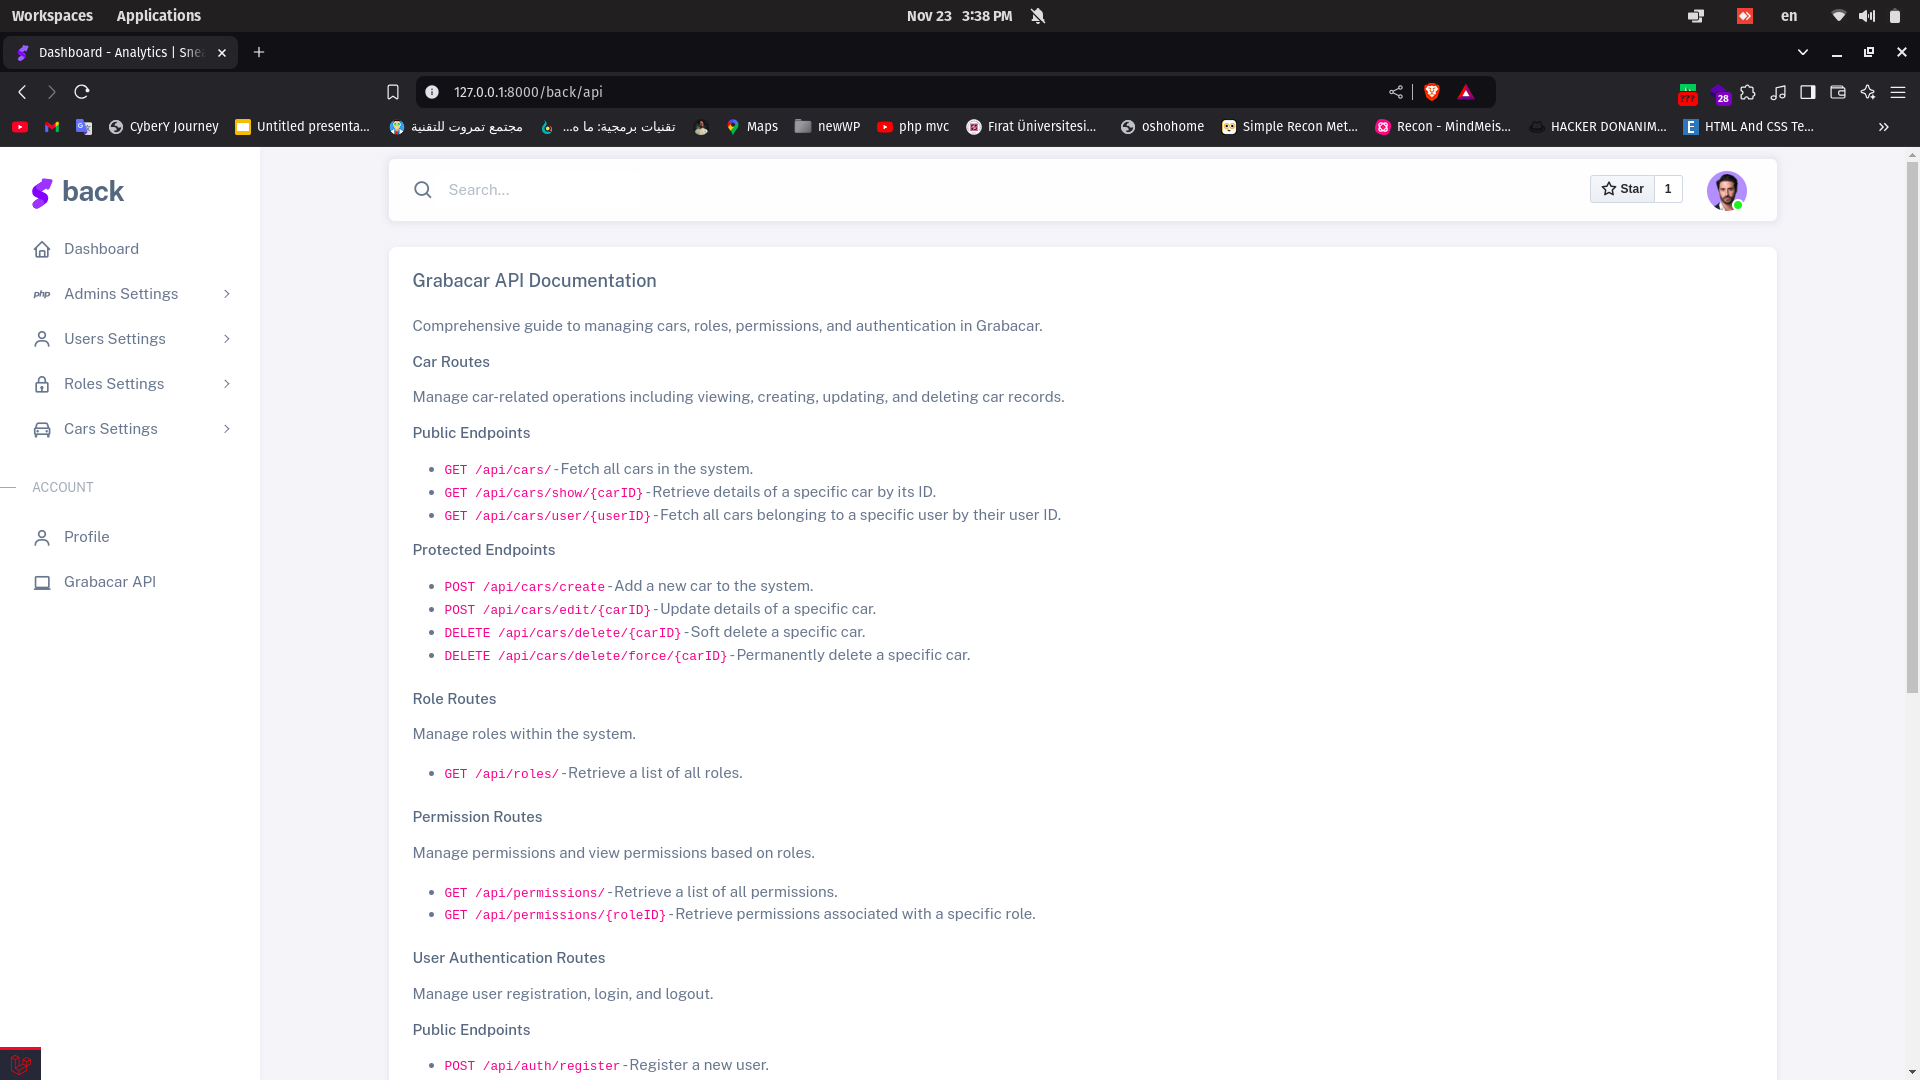 Workspaces Applications Nov 23 3:38 PM en
Dashboard - Analytics | Sne
127.0.0.1:8000/back/api ??? 28
CyberY Journey Untitled presenta... مجتمع تمروت للتقنية تقنيات برمجية: ما ه... Maps newWP php mvc Fırat Üniversitesi... oshohome Simple Recon Met... Recon - MindMeis... HACKER DONANIM... HTML And CSS Te...
back
Dashboard
php Admins Settings
Users Settings
Roles Settings
Cars Settings
ACCOUNT
Profile
Grabacar API
Search...
Star 1
Grabacar API Documentation
Comprehensive guide to managing cars, roles, permissions, and authentication in Grabacar.
Car Routes
Manage car-related operations including viewing, creating, updating, and deleting car records.
Public Endpoints
GET /api/cars/ - Fetch all cars in the system.
GET /api/cars/show/{carID} - Retrieve details of a specific car by its ID.
GET /api/cars/user/{userID} - Fetch all cars belonging to a specific user by their user ID.
Protected Endpoints
POST /api/cars/create - Add a new car to the system.
POST /api/cars/edit/{carID} - Update details of a specific car.
DELETE /api/cars/delete/{carID} - Soft delete a specific car.
DELETE /api/cars/delete/force/{carID} - Permanently delete a specific car.
Role Routes
Manage roles within the system.
GET /api/roles/ - Retrieve a list of all roles.
Permission Routes
Manage permissions and view permissions based on roles.
GET /api/permissions/ - Retrieve a list of all permissions.
GET /api/permissions/{roleID} - Retrieve permissions associated with a specific role.
User Authentication Routes
Manage user registration, login, and logout.
Public Endpoints
POST /api/auth/register - Register a new user.